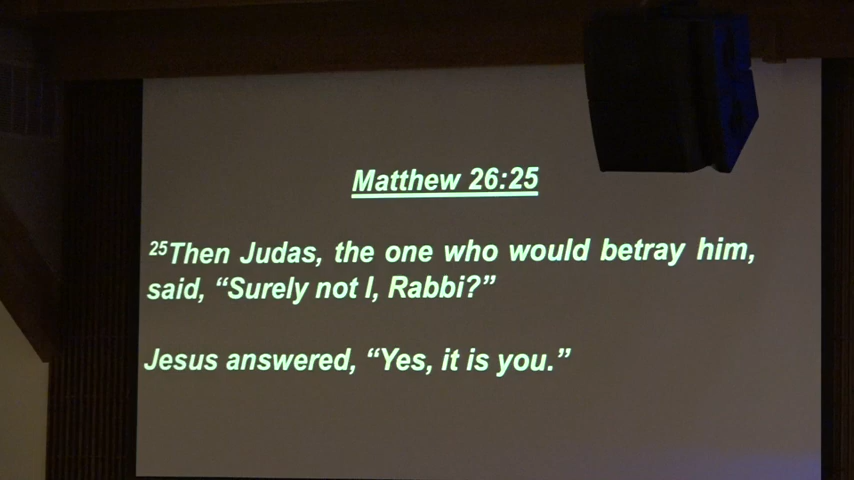 Matthew 26:25
25Then Judas, the one who would betray him,
said, “Surely not I, Rabbi?”
Jesus answered, “Yes, it is you.”